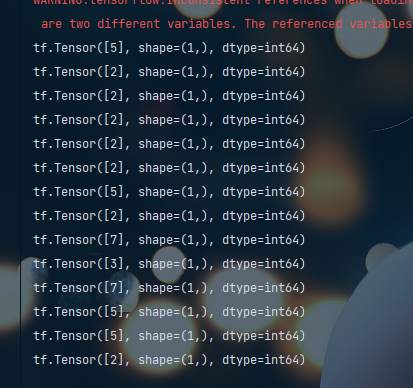 WARNING:tensorflow:Inconsistent references when loadin
are two different variables. The referenced variables
tf.Tensor([5], shape=(1,), dtype=int64)
tf.Tensor([2], shape=(1,), dtype=int64)
tf.Tensor([2], shape=(1,), dtype=int64)
tf.Tensor([2], shape=(1,), dtype=int64)
tf.Tensor([2], shape=(1,), dtype=int64)
tf.Tensor([2], shape=(1,), dtype=int64)
tf.Tensor([5], shape=(1,), dtype=int64)
tf.Tensor([2], shape=(1,), dtype=int64)
tf.Tensor([7], shape=(1,), dtype=int64)
tf.Tensor([3], shape=(1,), dtype=int64)
tf.Tensor([7], shape=(1,), dtype=int64)
tf.Tensor([5], shape=(1,), dtype=int64)
tf.Tensor([5], shape=(1,), dtype=int64)
tf.Tensor([2], shape=(1,), dtype=int64)